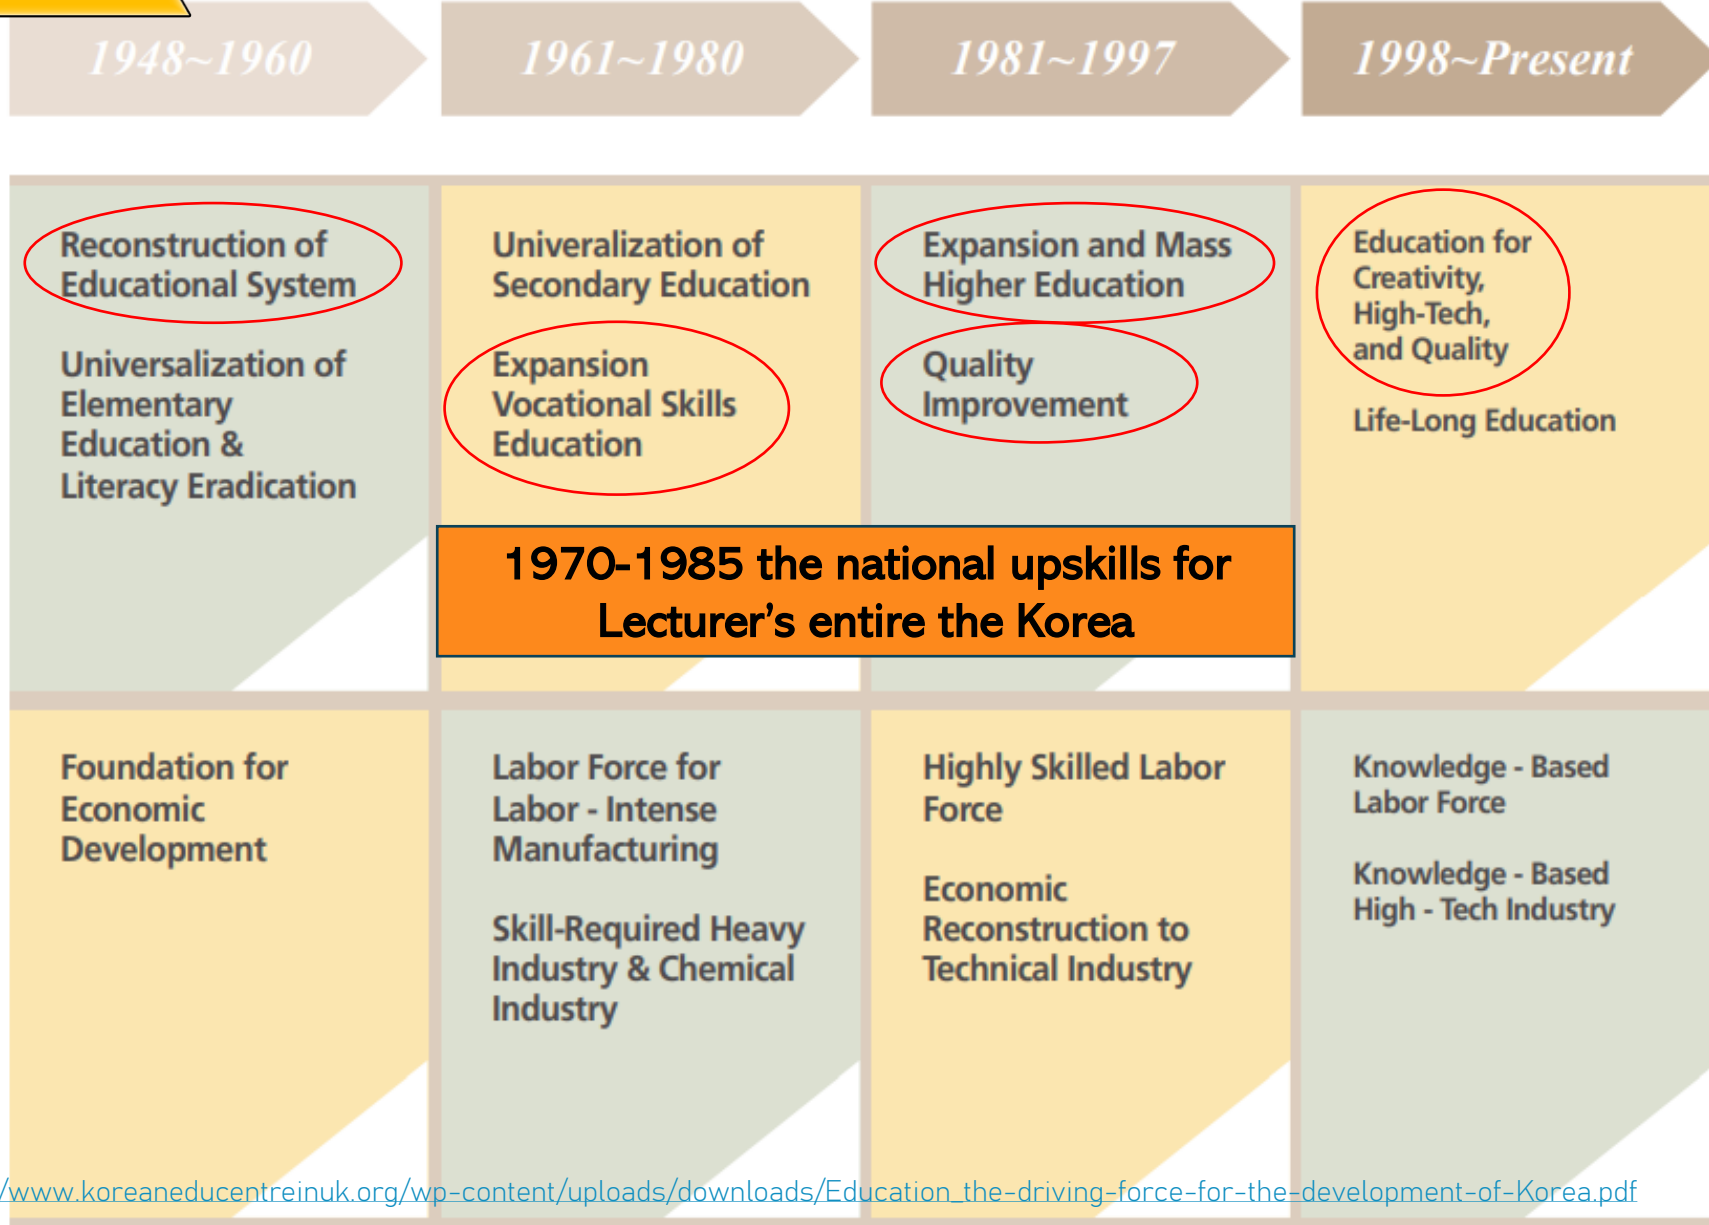 1948~1960
1961~1980
1981~1997
1998~Present
Reconstruction of
Educational System
Universalization of
Elementary
Education &
Literacy Eradication
Univeralization of
Secondary Education
Expansion
Vocational Skills
Education
Expansion and Mass
Higher Education
Quality
Improvement
Education for
Creativity,
High-Tech,
and Quality
Life-Long Education
1970-1985 the national upskills for
Lecturer's entire the Korea
Foundation for
Economic
Development
Labor Force for
Labor - Intense
Manufacturing
Skill-Required Heavy
Industry & Chemical
Industry
Highly Skilled Labor
Force
Economic
Reconstruction to
Technical Industry
Knowledge - Based
Labor Force
Knowledge - Based
High - Tech Industry
/www.koreaneducentreinuk.org/wp-content/uploads/downloads/Education_the-driving-force-for-the-development-of-Korea.pdf